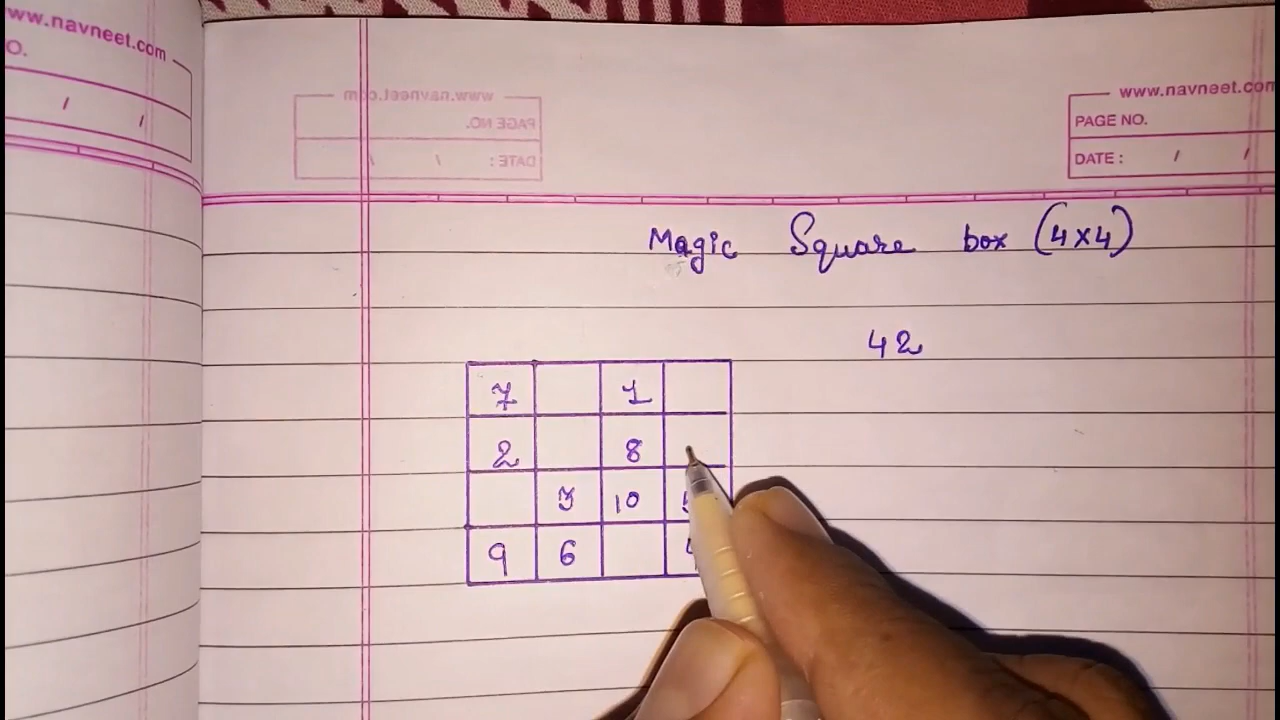 www.navneet.com
O.
/ /
www.navneet.com
PAGE NO.
DATE: / /
www.navneet.com
PAGE NO.
DATE : / /
Magic Square box (4x4)
42
7 1
2 8
3 10
9 6